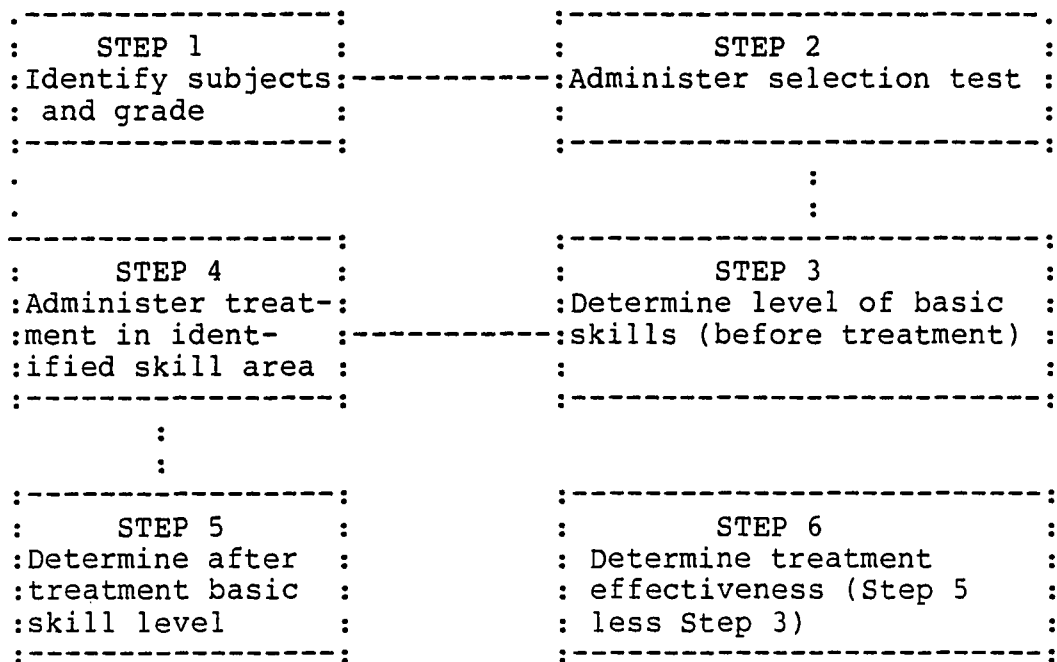 STEP 1
Identify subjects
and grade
STEP 2
Administer selection test
STEP 4
Administer treat-
ment in ident-
ified skill area
STEP 3
Determine level of basic
skills (before treatment)
STEP 5
Determine after
treatment basic
skill level
STEP 6
Determine treatment
effectiveness (Step 5
less Step 3)